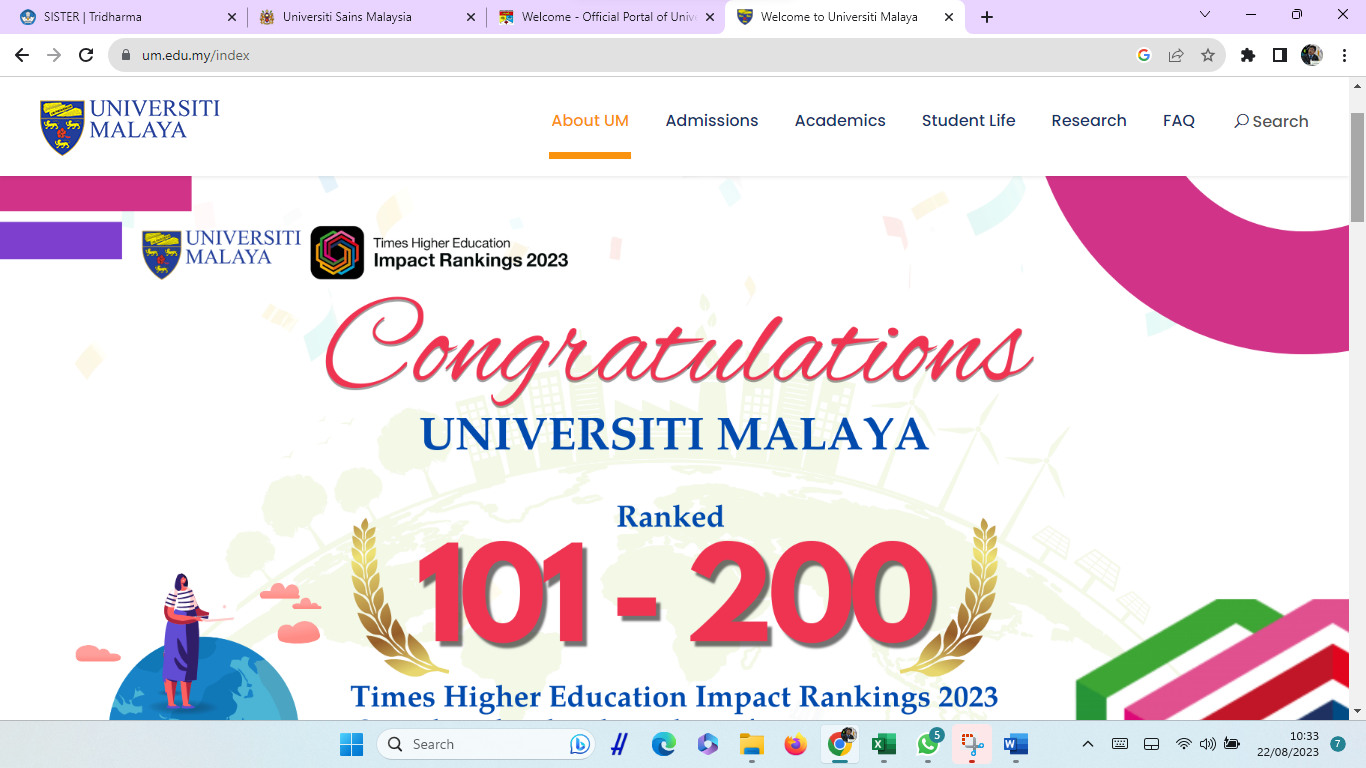 SISTER | Tridharma
Universiti Sains Malaysia
Welcome - Official Portal of Unive
Welcome to Universiti Malaya
um.edu.my/index
UNIVERSITI
MALAYA
About UM
Admissions
Academics
Student Life
Research
FAQ
Search
UNIVERSITI
MALAYA
Times Higher Education
Impact Rankings 2023
Congratulations
UNIVERSITI MALAYA
Ranked
101 - 200
Times Higher Education Impact Rankings 2023
Search
5
10:33
22/08/2023
7